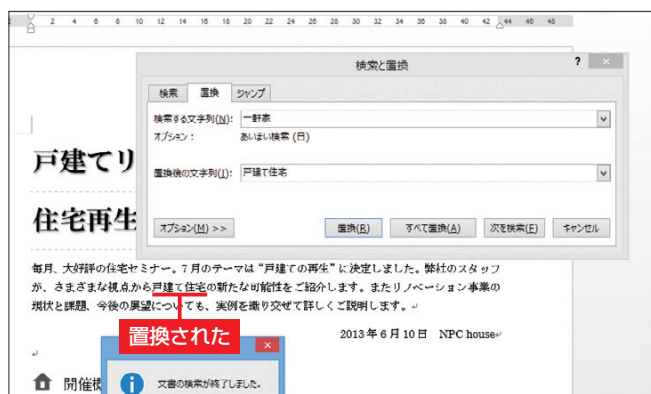 2 2 4 6 8 10 12 14 16 18 20 22 24 26 28 30 32 34 36 38 40 42 44 46 48
検索と置換
? ×
検索 置換 ジャンプ
検索する文字列(N): 一軒家
オプション: あいまい検索 (日)
置換後の文字列(I): 戸建て住宅
オプション(M) >> 置換(R) すべて置換(A) 次を検索(F) キャンセル
戸建てリ
住宅再生
毎月、大好評の住宅セミナー。7月のテーマは“戸建ての再生”に決定しました。弊社のスタッフ
が、さまざまな視点から戸建て住宅の新たな可能性をご紹介します。またリノベーション事業の
現状と課題、今後の展望についても、実例を織り交ぜて詳しくご説明します。
置換された
2013年6月10日 NPC house
×
開催概
文書の検索が終了しました。